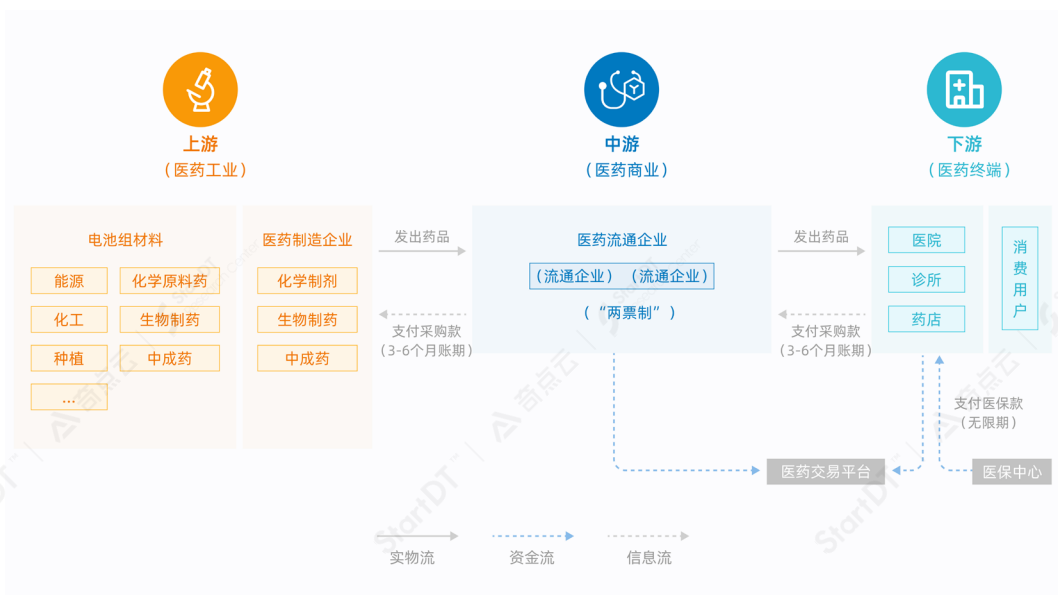 上游
(医药工业)
中游
(医药商业)
下游
(医药终端)
电池组材料
能源
化学原料药
化工
生物制药
种植
中成药
...
医药制造企业
化学制剂
生物制药
中成药
发出药品
支付采购款
(3-6个月账期)
医药流通企业
(流通企业) (流通企业)
(“两票制”)
发出药品
支付采购款
(3-6个月账期)
医院
诊所
药店
消费用户
支付医保款
(无限期)
医药交易平台
医保中心
实物流
资金流
信息流
StartDT™ | 奇点云